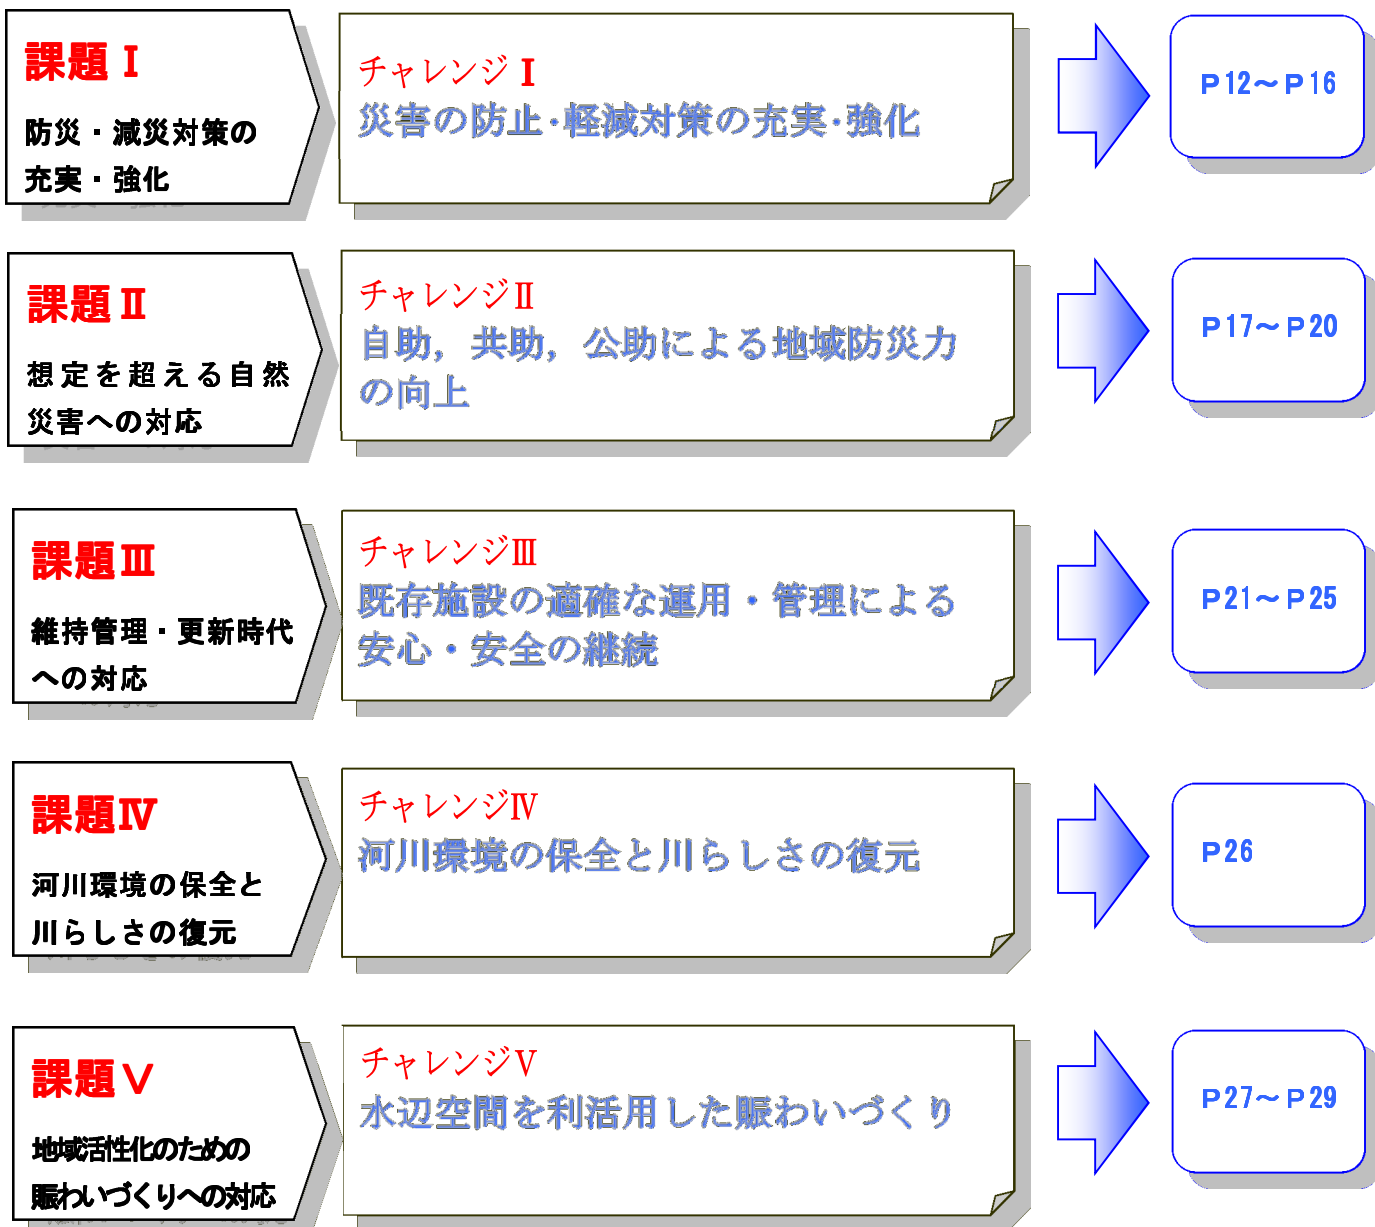 課題Ⅰ
防災・減災対策の
充実・強化
チャレンジⅠ
災害の防止・軽減対策の充実・強化
P12～P16
課題Ⅱ
想定を超える自然
災害への対応
チャレンジⅡ
自助，共助，公助による地域防災力
の向上
P17～P20
課題Ⅲ
維持管理・更新時代
への対応
チャレンジⅢ
既存施設の適確な運用・管理による
安心・安全の継続
P21～P25
課題Ⅳ
河川環境の保全と
川らしさの復元
チャレンジⅣ
河川環境の保全と川らしさの復元
P26
課題Ⅴ
地域活性化のための
賑わいづくりへの対応
チャレンジⅤ
水辺空間を利活用した賑わいづくり
P27～P29